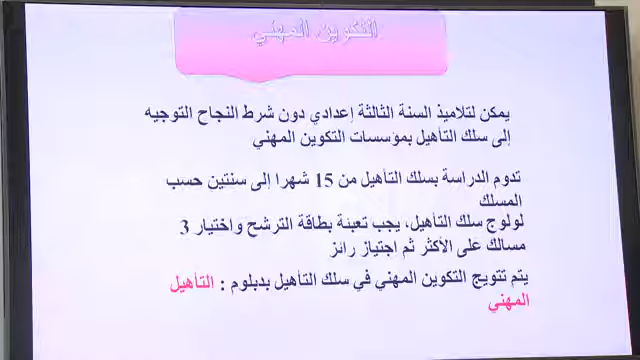 التكوين المهني
يمكن لتلاميذ السنة الثالثة إعدادي دون شرط النجاح التوجيه
إلى سلك التأهيل بمؤسسات التكوين المهني
تدوم الدراسة بسلك التأهيل من 15 شهرا إلى سنتين حسب
المسلك
لولوج سلك التأهيل، يجب تعبئة بطاقة الترشح واختيار 3
مسالك على الأكثر ثم اجتياز رائز
يتم تتويج التكوين المهني في سلك التأهيل بدبلوم : التأهيل
المهني